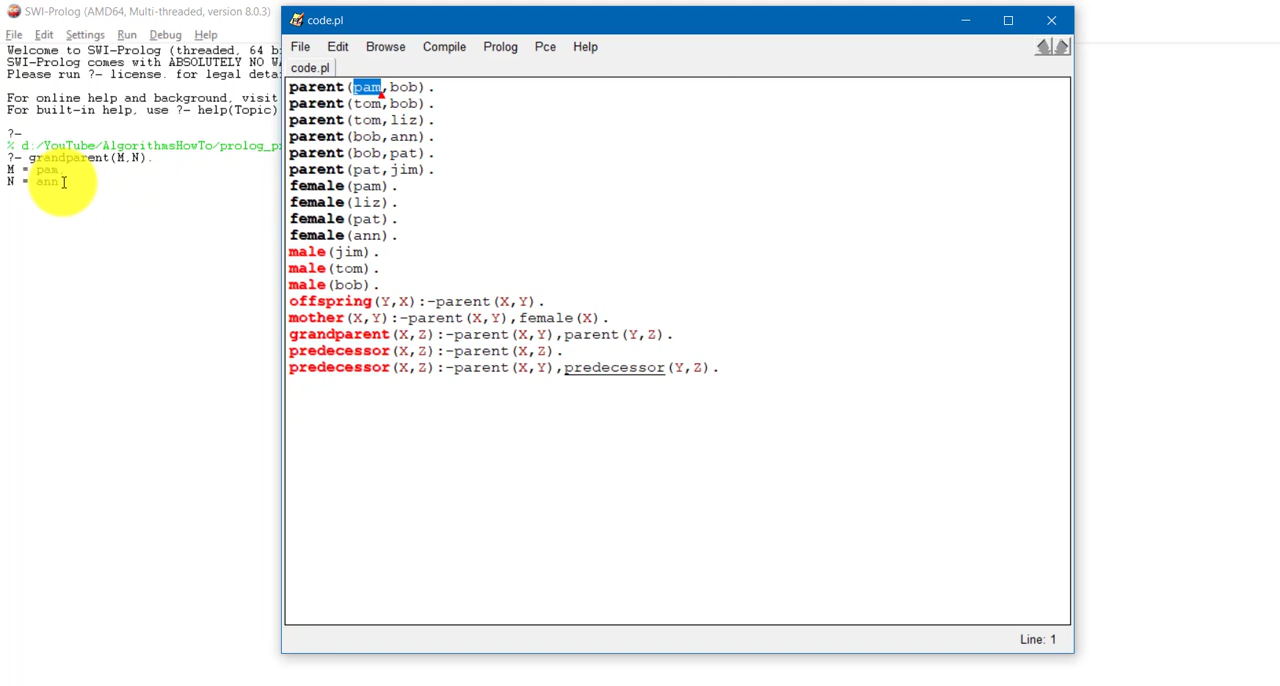 SWI-Prolog (AMD64, Multi-threaded, version 8.0.3)
File Edit Settings Run Debug Help
Welcome to SWI-Prolog (threaded, 64 b
SWI-Prolog comes with ABSOLUTELY NO WA
Please run ?- license. for legal deta
For online help and background, visit
For built-in help, use ?- help(Topic)
?-
% d:/YouTube/AlgorithmsHowTo/prolog_p
?- grandparent(M,N).
M = pam,
N = ann
code.pl
File Edit Browse Compile Prolog Pce Help
code.pl
parent(pam,bob).
parent(tom,bob).
parent(tom,liz).
parent(bob,ann).
parent(bob,pat).
parent(pat,jim).
female(pam).
female(liz).
female(pat).
female(ann).
male(jim).
male(tom).
male(bob).
offspring(Y,X):-parent(X,Y).
mother(X,Y):-parent(X,Y),female(X).
grandparent(X,Z):-parent(X,Y),parent(Y,Z).
predecessor(X,Z):-parent(X,Z).
predecessor(X,Z):-parent(X,Y),predecessor(Y,Z).
Line: 1